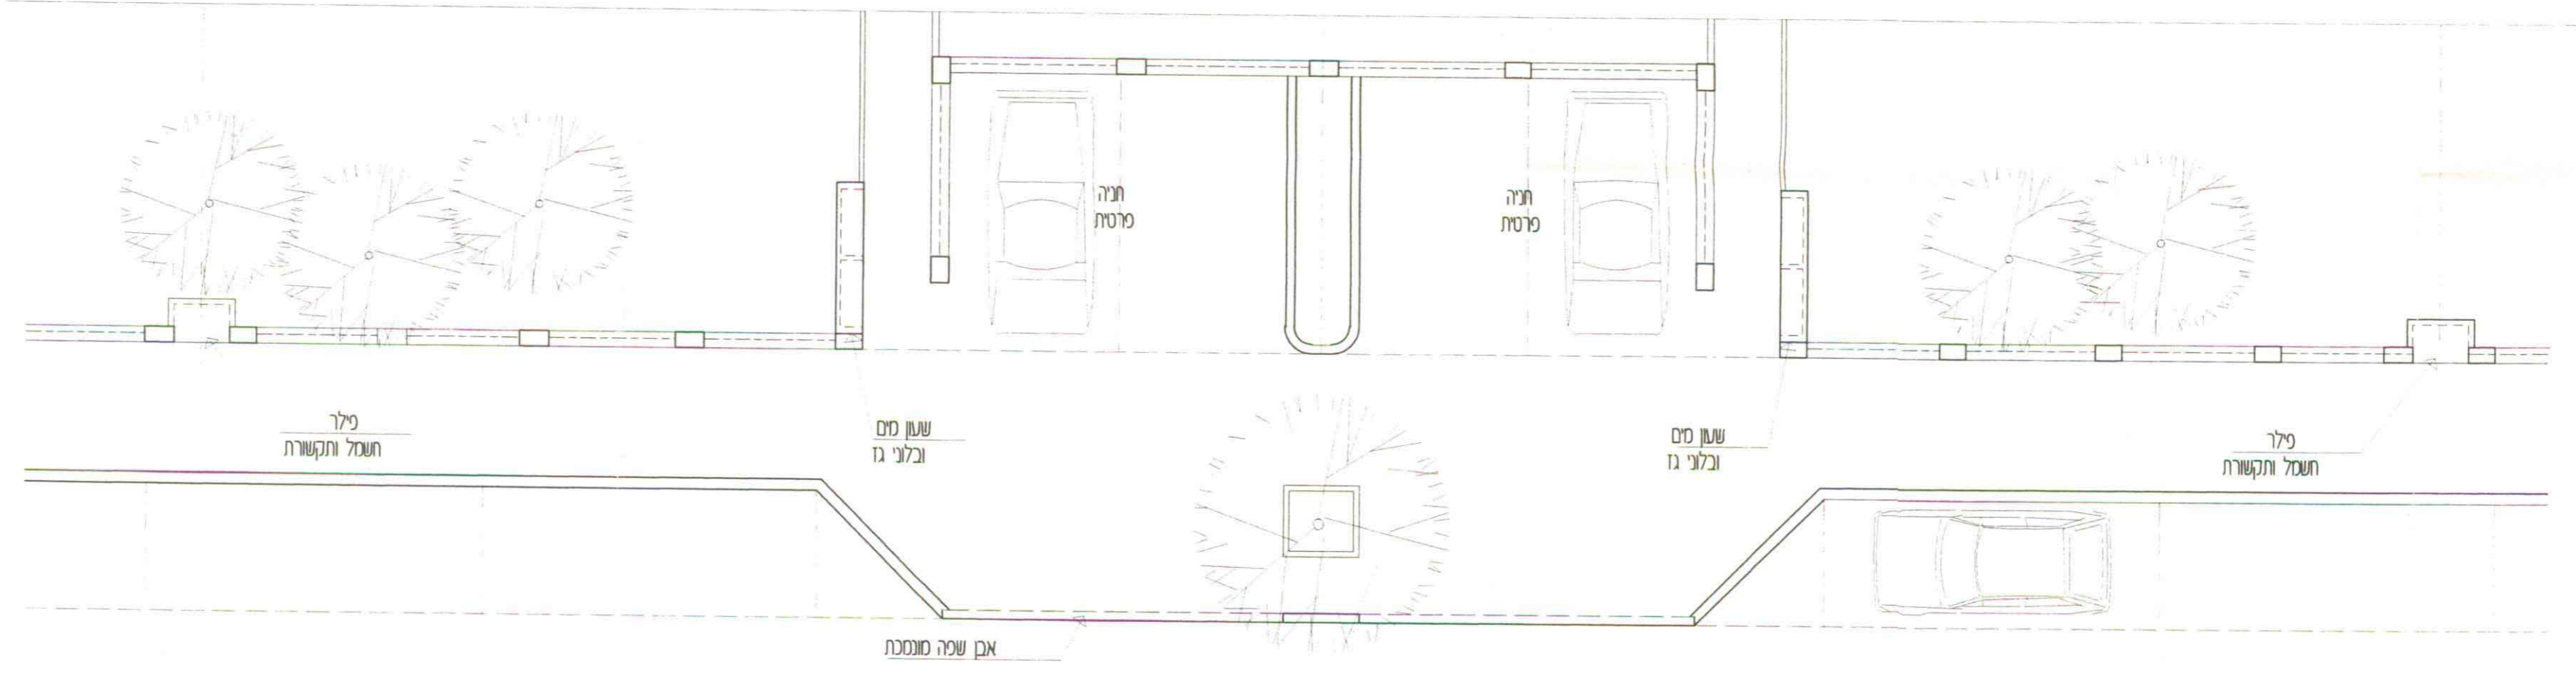 חניה
פרטית
חניה
פרטית
פילר
חשמל ותקשורת
שעון מים
ובלוני גז
שעון מים
ובלוני גז
פילר
חשמל ותקשורת
אבן שפה מונמכת